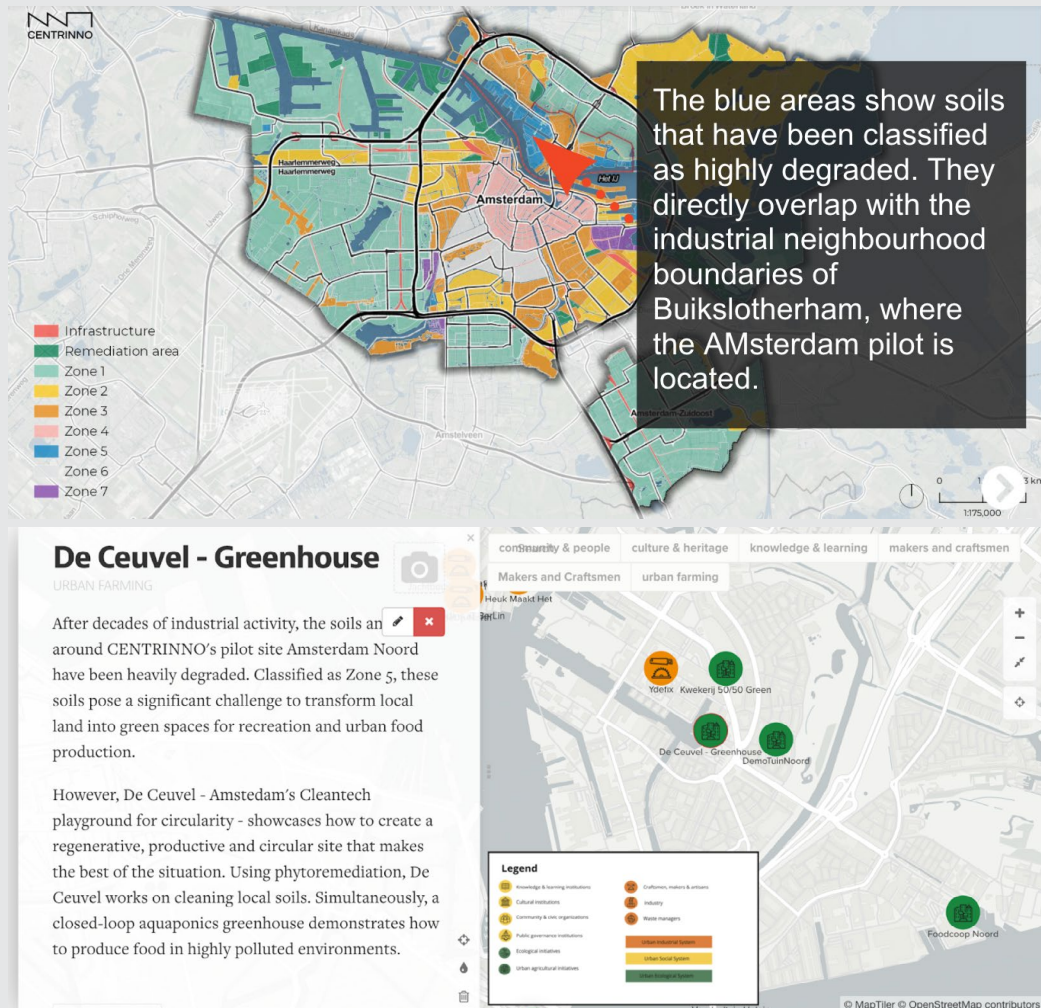 CENTRINNO
Kanaalkade
Haarlemmerweg
Haarlemmerweg
Amsterdam
Het IJ
Schipholweg
Amstelveen
Amsterdam-Zuidoost
The blue areas show soils
that have been classified
as highly degraded. They
directly overlap with the
industrial neighbourhood
boundaries of
Buikslotherham, where
the AMsterdam pilot is
located.
Infrastructure
Remediation area
Zone 1
Zone 2
Zone 3
Zone 4
Zone 5
Zone 6
Zone 7
0
3 km
1:175,000
De Ceuvel - Greenhouse
URBAN FARMING
After decades of industrial activity, the soils
around CENTRINNO's pilot site Amsterdam Noord
have been heavily degraded. Classified as Zone 5, these
soils pose a significant challenge to transform local
land into green spaces for recreation and urban food
production.
However, De Ceuvel - Amstedam's Cleantech
playground for circularity - showcases how to create a
regenerative, productive and circular site that makes
the best of the situation. Using phytoremediation, De
Ceuvel works on cleaning local soils. Simultaneously, a
closed-loop aquaponics greenhouse demonstrates how
to produce food in highly polluted environments.
community & people
culture & heritage
knowledge & learning
makers and craftsmen
Makers and Craftsmen
urban farming
Heuk Maakt Het
Ydefix
Kwekerij 50/50 Green
De Ceuvel - Greenhouse
DemoTuinNoord
Foodcoop Noord
Legend
Knowledge & learning institutions
Cultural institutions
Community & civic organizations
Public governance institutions
Ecological initiatives
Urban agricultural initiatives
Craftsmen, makers & artisans
Industry
Waste managers
Urban Industrial System
Urban Social System
Urban Ecological System
© MapTiler © OpenStreetMap contributors